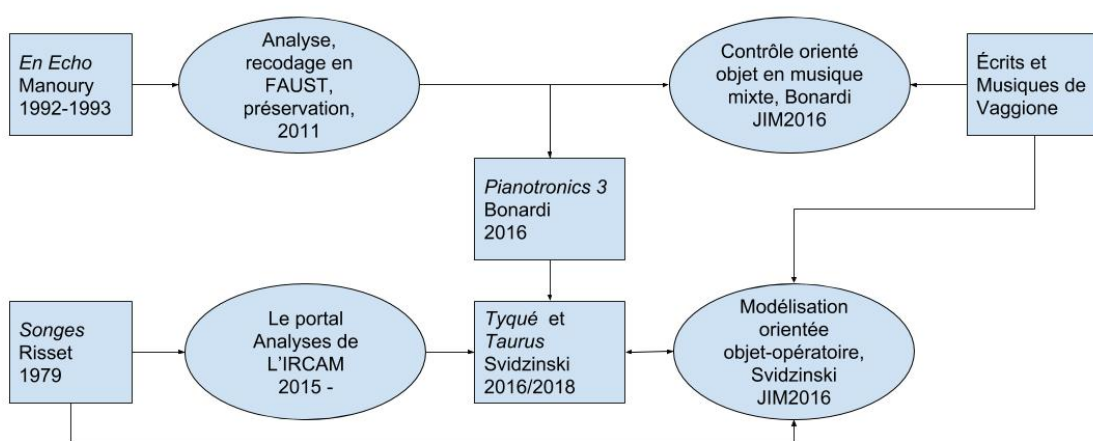 En Echo
Manoury
1992-1993
Analyse,
recodage en
FAUST,
préservation,
2011
Contrôle orienté
objet en musique
mixte, Bonardi
JIM2016
Écrits et
Musiques de
Vaggione
Pianotronics 3
Bonardi
2016
Songes
Risset
1979
Le portal
Analyses de
L'IRCAM
2015 -
Tyqué et
Taurus
Svidzinski
2016/2018
Modélisation
orientée
objet-opératoire,
Svidzinski
JIM2016